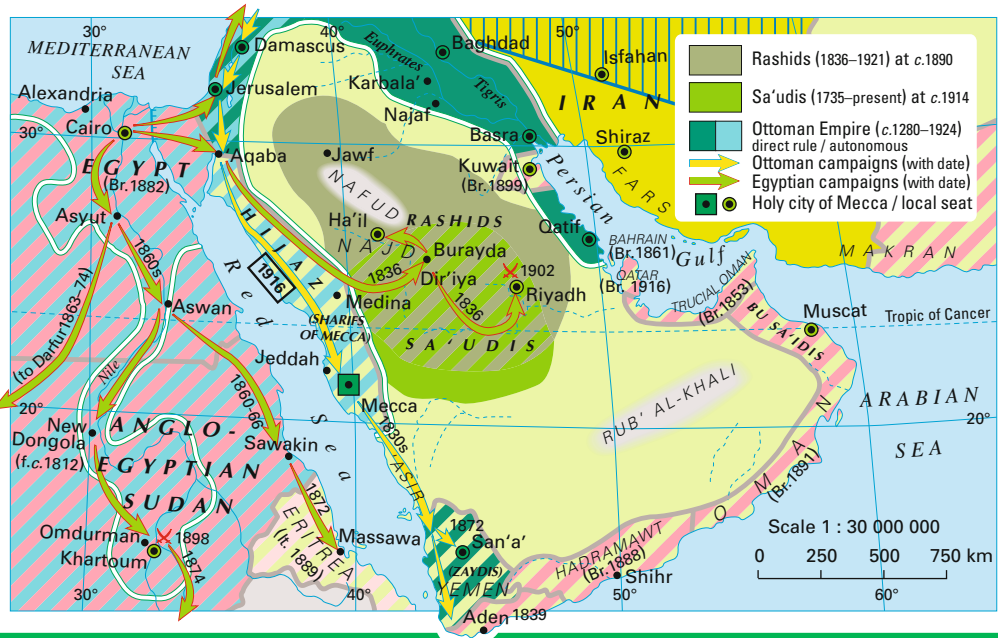 30°
40°
50°
MEDITERRANEAN
SEA
Damascus
Euphrates
Baghdad
Isfahan
Karbala'
Tigris
IRAN
Alexandria
Jerusalem
Najaf
30°
Cairo
Basra
Shiraz
'Aqaba
Jawf
Kuwait
(Br.1899)
Persian
Gulf
FARS
EGYPT
(Br.1882)
NAFUD
RASHIDS
Asyut
HIJAZ
Ha'il
NAJD
Burayda
Qatif
BAHRAIN
(Br.1861)
MAKRAN
1860s
Red
Sea
1916
1836
Dir'iya
1902
Riyadh
QATAR
(Br. 1916)
TRUCIAL OMAN
(Br.1853)
Aswan
Medina
1836
BU SA'IDIS
Muscat
Tropic of Cancer
(to Darfur1863-74)
(SHARIFS
OF MECCA)
SA'UDIS
Nile
Jeddah
1860-66
Mecca
RUB' AL-KHALI
ARABIAN
SEA
20°
20°
New
Dongola
(f.c.1812)
ANGLO-
EGYPTIAN
SUDAN
Sawakin
1880s
'ASIR
OMAN
(Br.1891)
1872
1872
Omdurman
1898
Khartoum
1874
ERITREA
(It. 1889)
Massawa
San'a'
(ZAYDIS)
YEMEN
HADRAMAWT
(Br.1888)
Shihr
Aden 1839
30°
40°
50°
60°
Scale 1 : 30 000 000
0 250 500 750 km
Rashids (1836–1921) at c.1890
Sa'udis (1735–present) at c.1914
Ottoman Empire (c.1280–1924)
direct rule / autonomous
Ottoman campaigns (with date)
Egyptian campaigns (with date)
Holy city of Mecca / local seat